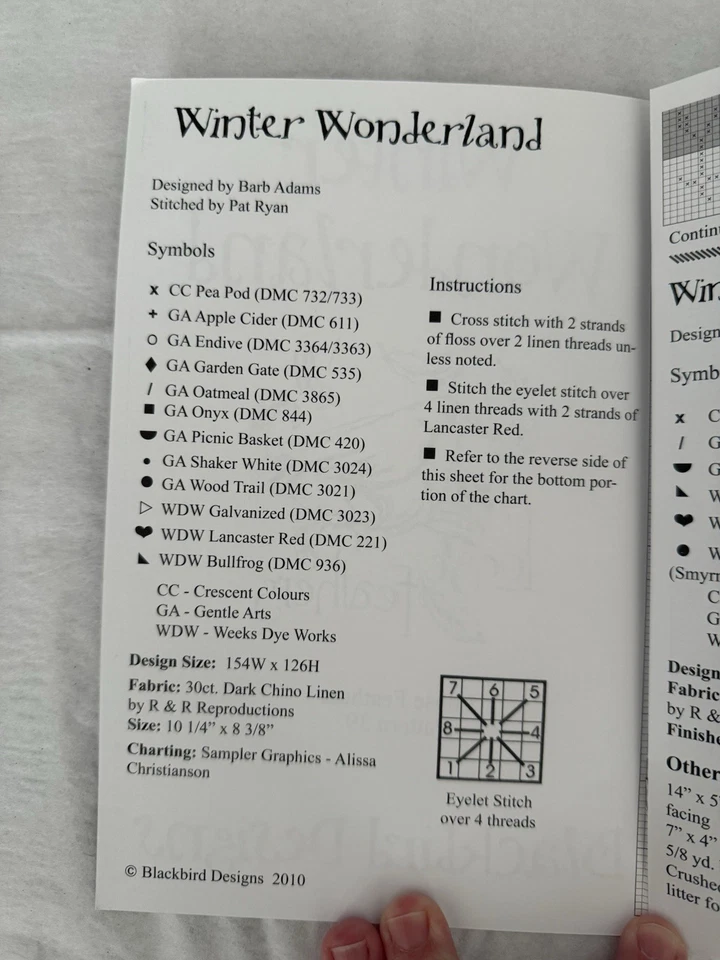 Winter Wonderland
Designed by Barb Adams
Stitched by Pat Ryan
Symbols
x CC Pea Pod (DMC 732/733)
+ GA Apple Cider (DMC 611)
○ GA Endive (DMC 3364/3363)
♦ GA Garden Gate (DMC 535)
/ GA Oatmeal (DMC 3865)
■ GA Onyx (DMC 844)
GA Picnic Basket (DMC 420)
• GA Shaker White (DMC 3024)
● GA Wood Trail (DMC 3021)
▷ WDW Galvanized (DMC 3023)
♥ WDW Lancaster Red (DMC 221)
◣ WDW Bullfrog (DMC 936)
CC - Crescent Colours
GA - Gentle Arts
WDW - Weeks Dye Works
Design Size: 154W x 126H
Fabric: 30ct. Dark Chino Linen
by R & R Reproductions
Size: 10 1/4” x 8 3/8”
Charting: Sampler Graphics - Alissa
Christianson
© Blackbird Designs 2010
Instructions
■ Cross stitch with 2 strands
of floss over 2 linen threads un-
less noted.
■ Stitch the eyelet stitch over
4 linen threads with 2 strands of
Lancaster Red.
■ Refer to the reverse side of
this sheet for the bottom por-
tion of the chart.
7 6 5
8 4
1 2 3
Eyelet Stitch
over 4 threads
Contin
Win
Design
Symb
x C
/ G
G
◣ W
♥ W
● W
(Smyrn
C
G
W
Design
Fabric
by R &
Finishe
Other
14” x 5”
facing
7” x 4”
5/8 yd.
Crushed
litter fo